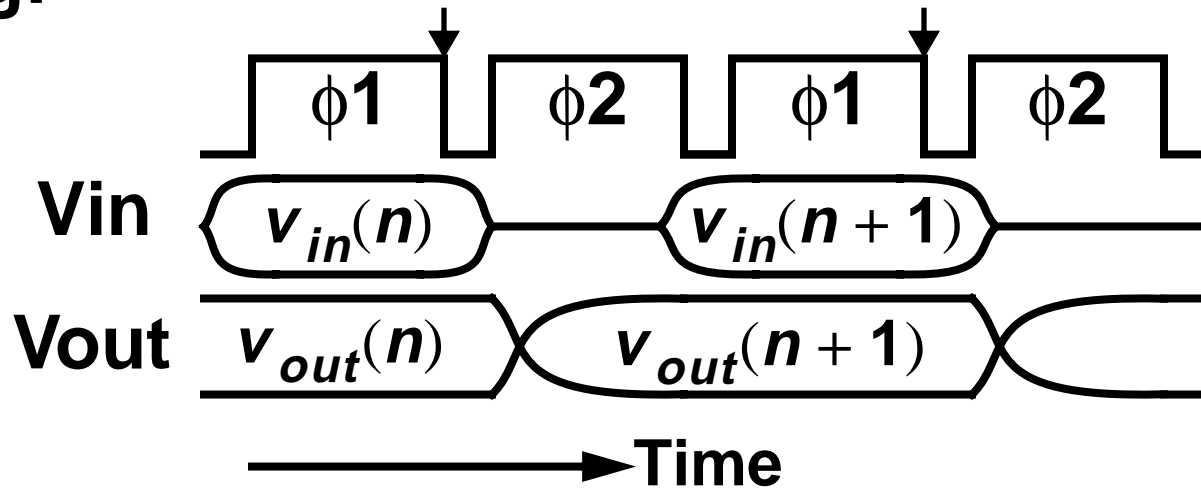 g.
ϕ1 ϕ2 ϕ1 ϕ2
Vin v_in(n) v_in(n + 1)
Vout v_out(n) v_out(n + 1)
Time